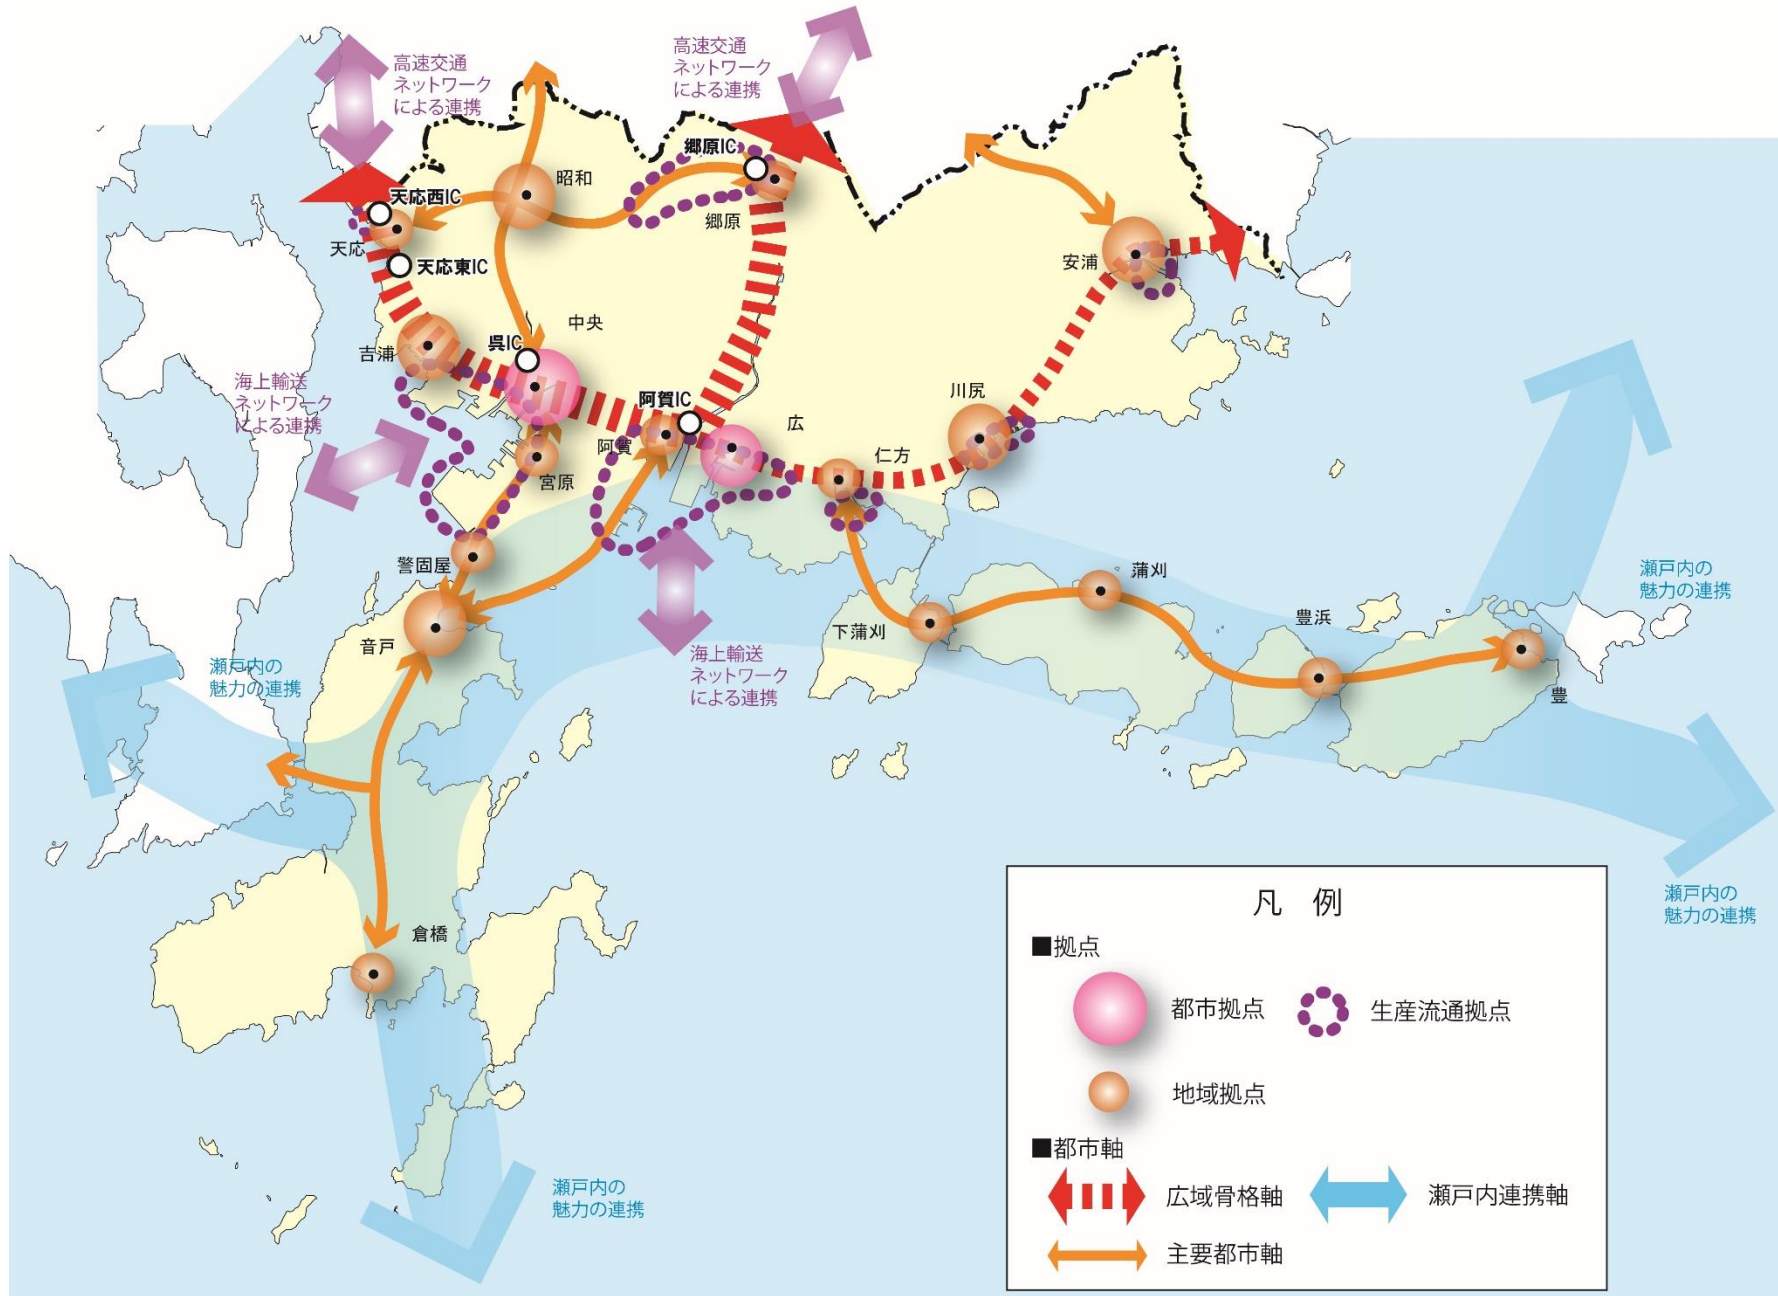 高速交通
ネットワーク
による連携
高速交通
ネットワーク
による連携
郷原IC
昭和
天応西IC
郷原
天応
天応東IC
安浦
中央
呉IC
吉浦
海上輸送
ネットワーク
による連携
川尻
阿賀IC
広
阿賀
仁方
宮原
警固屋
蒲刈
瀬戸内の
魅力の連携
豊浜
下蒲刈
音戸
海上輸送
ネットワーク
による連携
瀬戸内の
魅力の連携
豊
瀬戸内の
魅力の連携
倉橋
瀬戸内の
魅力の連携
凡 例
■拠点
都市拠点
生産流通拠点
地域拠点
■都市軸
広域骨格軸
瀬戸内連携軸
主要都市軸